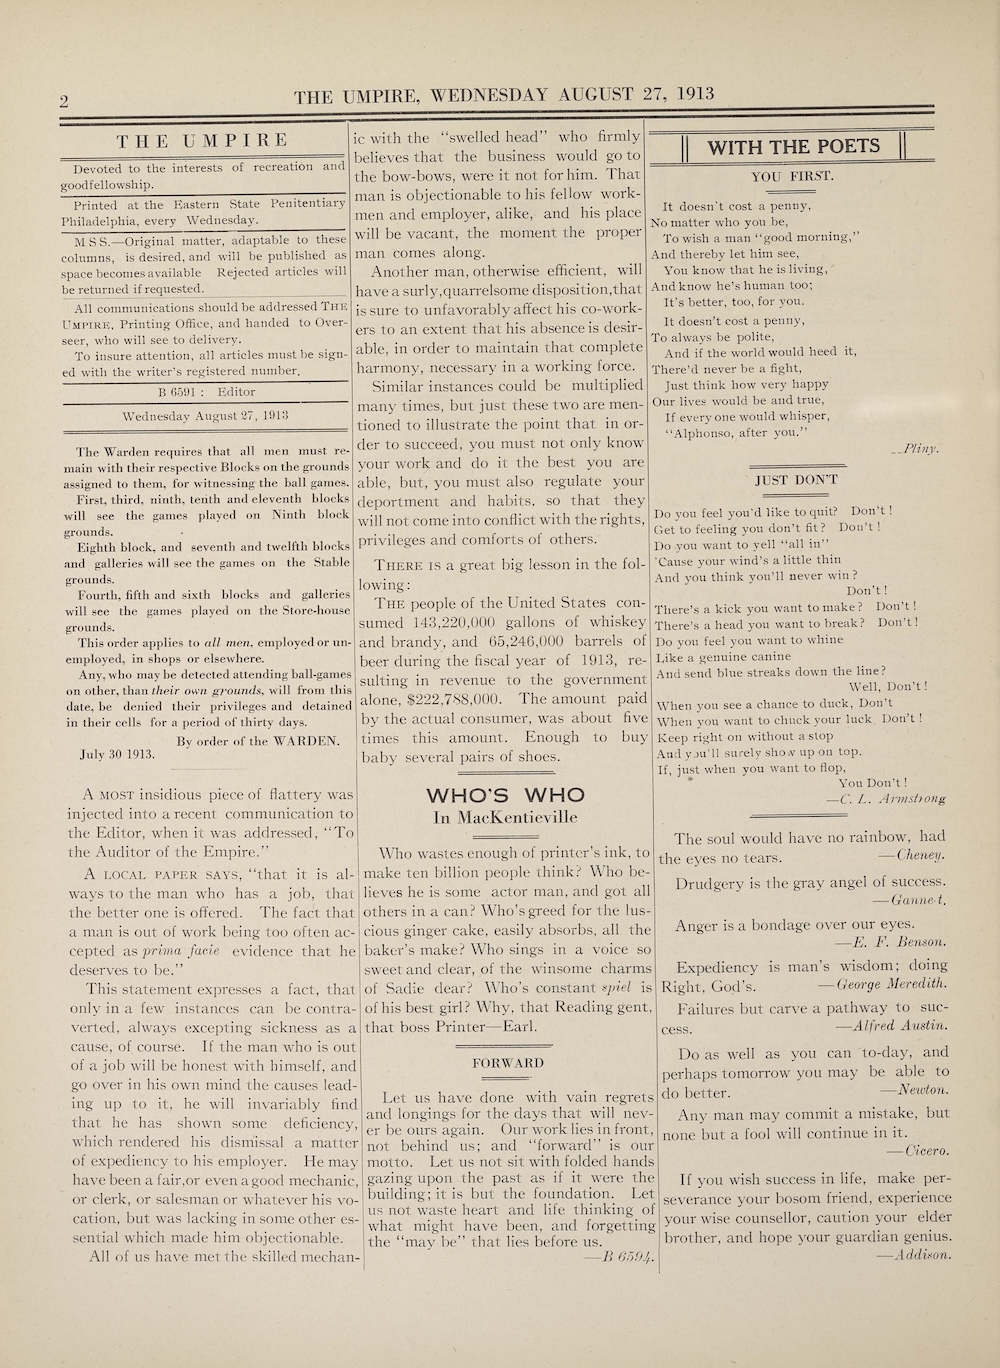 2
THE UMPIRE, WEDNESDAY AUGUST 27, 1913
THE UMPIRE
Devoted to the interests of recreation and
goodfellowship.
Printed at the Eastern State Penitentiary
Philadelphia, every Wednesday.
MSS.—Original matter, adaptable to these
columns, is desired, and will be published as
space becomes available Rejected articles will
be returned if requested.
All communications should be addressed THE
UMPIRE, Printing Office, and handed to Over-
seer, who will see to delivery.
To insure attention, all articles must be sign-
ed with the writer's registered number.
B 6591 : Editor
Wednesday August 27, 1913
The Warden requires that all men must re-
main with their respective Blocks on the grounds
assigned to them, for witnessing the ball games.
First, third, ninth, tenth and eleventh blocks
will see the games played on Ninth block
grounds.
Eighth block, and seventh and twelfth blocks
and galleries will see the games on the Stable
grounds.
Fourth, fifth and sixth blocks and galleries
will see the games played on the Store-house
grounds.
This order applies to all men, employed or un-
employed, in shops or elsewhere.
Any, who may be detected attending ball-games
on other, than their own grounds, will from this
date, be denied their privileges and detained
in their cells for a period of thirty days.
By order of the WARDEN.
July 30 1913.
A MOST insidious piece of flattery was
injected into a recent communication to
the Editor, when it was addressed, "To
the Auditor of the Empire."
A LOCAL PAPER SAYS, "that it is al-
ways to the man who has a job, that
the better one is offered. The fact that
a man is out of work being too often ac-
cepted as prima facie evidence that he
deserves to be."
This statement expresses a fact, that
only in a few instances can be contra-
verted, always excepting sickness as a
cause, of course. If the man who is out
of a job will be honest with himself, and
go over in his own mind the causes lead-
ing up to it, he will invariably find
that he has shown some deficiency,
which rendered his dismissal a matter
of expediency to his employer. He may
have been a fair,or even a good mechanic,
or clerk, or salesman or whatever his vo-
cation, but was lacking in some other es-
sential which made him objectionable.
All of us have met the skilled mechan-
ic with the "swelled head" who firmly
believes that the business would go to
the bow-bows, were it not for him. That
man is objectionable to his fellow work-
men and employer, alike, and his place
will be vacant, the moment the proper
man comes along.
Another man, otherwise efficient, will
have a surly,quarrelsome disposition,that
is sure to unfavorably affect his co-work-
ers to an extent that his absence is desir-
able, in order to maintain that complete
harmony, necessary in a working force.
Similar instances could be multiplied
many times, but just these two are men-
tioned to illustrate the point that in or-
der to succeed, you must not only know
your work and do it the best you are
able, but, you must also regulate your
deportment and habits, so that they
will not come into conflict with the rights,
privileges and comforts of others.
THERE IS a great big lesson in the fol-
lowing:
THE people of the United States con-
sumed 143,220,000 gallons of whiskey
and brandy, and 65,246,000 barrels of
beer during the fiscal year of 1913, re-
sulting in revenue to the government
alone, $222,788,000. The amount paid
by the actual consumer, was about five
times this amount. Enough to buy
baby several pairs of shoes.
WHO'S WHO
In MacKentieville
Who wastes enough of printer's ink, to
make ten billion people think? Who be-
lieves he is some actor man, and got all
others in a can? Who's greed for the lus-
cious ginger cake, easily absorbs, all the
baker's make? Who sings in a voice so
sweet and clear, of the winsome charms
of Sadie dear? Who's constant spiel is
of his best girl? Why, that Reading gent,
that boss Printer—Earl.
FORWARD
Let us have done with vain regrets
and longings for the days that will nev-
er be ours again. Our work lies in front,
not behind us; and "forward" is our
motto. Let us not sit with folded hands
gazing upon the past as if it were the
building; it is but the foundation. Let
us not waste heart and life thinking of
what might have been, and forgetting
the "may be" that lies before us.
—B 6594.
WITH THE POETS
YOU FIRST.
It doesn't cost a penny,
No matter who you be,
To wish a man "good morning,"
And thereby let him see,
You know that he is living,
And know he's human too;
It's better, too, for you.
It doesn't cost a penny,
To always be polite,
And if the world would heed it,
There'd never be a fight,
Just think how very happy
Our lives would be and true,
If every one would whisper,
"Alphonso, after you."
—Pliny.
JUST DON'T
Do you feel you'd like to quit? Don't!
Get to feeling you don't fit? Don't!
Do you want to yell "all in"
'Cause your wind's a little thin
And you think you'll never win?
Don't!
There's a kick you want to make? Don't!
There's a head you want to break? Don't!
Do you feel you want to whine
Like a genuine canine
And send blue streaks down the line?
Well, Don't!
When you see a chance to duck, Don't
When you want to chuck your luck Don't!
Keep right on without a stop
And you'll surely show up on top.
If, just when you want to flop,
You Don't!
—C. L. Armstrong
The soul would have no rainbow, had
the eyes no tears. —Cheney.
Drudgery is the gray angel of success.
—Gannet.
Anger is a bondage over our eyes.
—E. F. Benson.
Expediency is man's wisdom; doing
Right, God's. —George Meredith.
Failures but carve a pathway to suc-
cess. —Alfred Austin.
Do as well as you can to-day, and
perhaps tomorrow you may be able to
do better. —Newton.
Any man may commit a mistake, but
none but a fool will continue in it.
—Cicero.
If you wish success in life, make per-
severance your bosom friend, experience
your wise counsellor, caution your elder
brother, and hope your guardian genius.
—Addison.